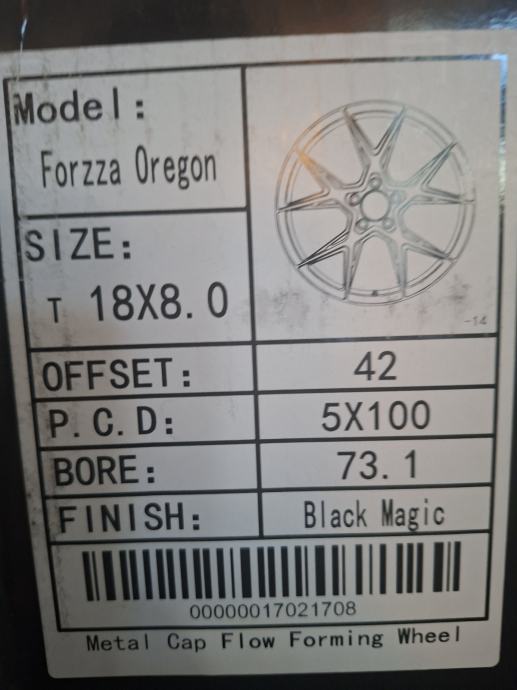 Model:
Forzza Oregon
SIZE:
T 18X8.0
-14
OFFSET: 42
P.C.D: 5X100
BORE: 73.1
FINISH: Black Magic
00000017021708
Metal Cap Flow Forming Wheel